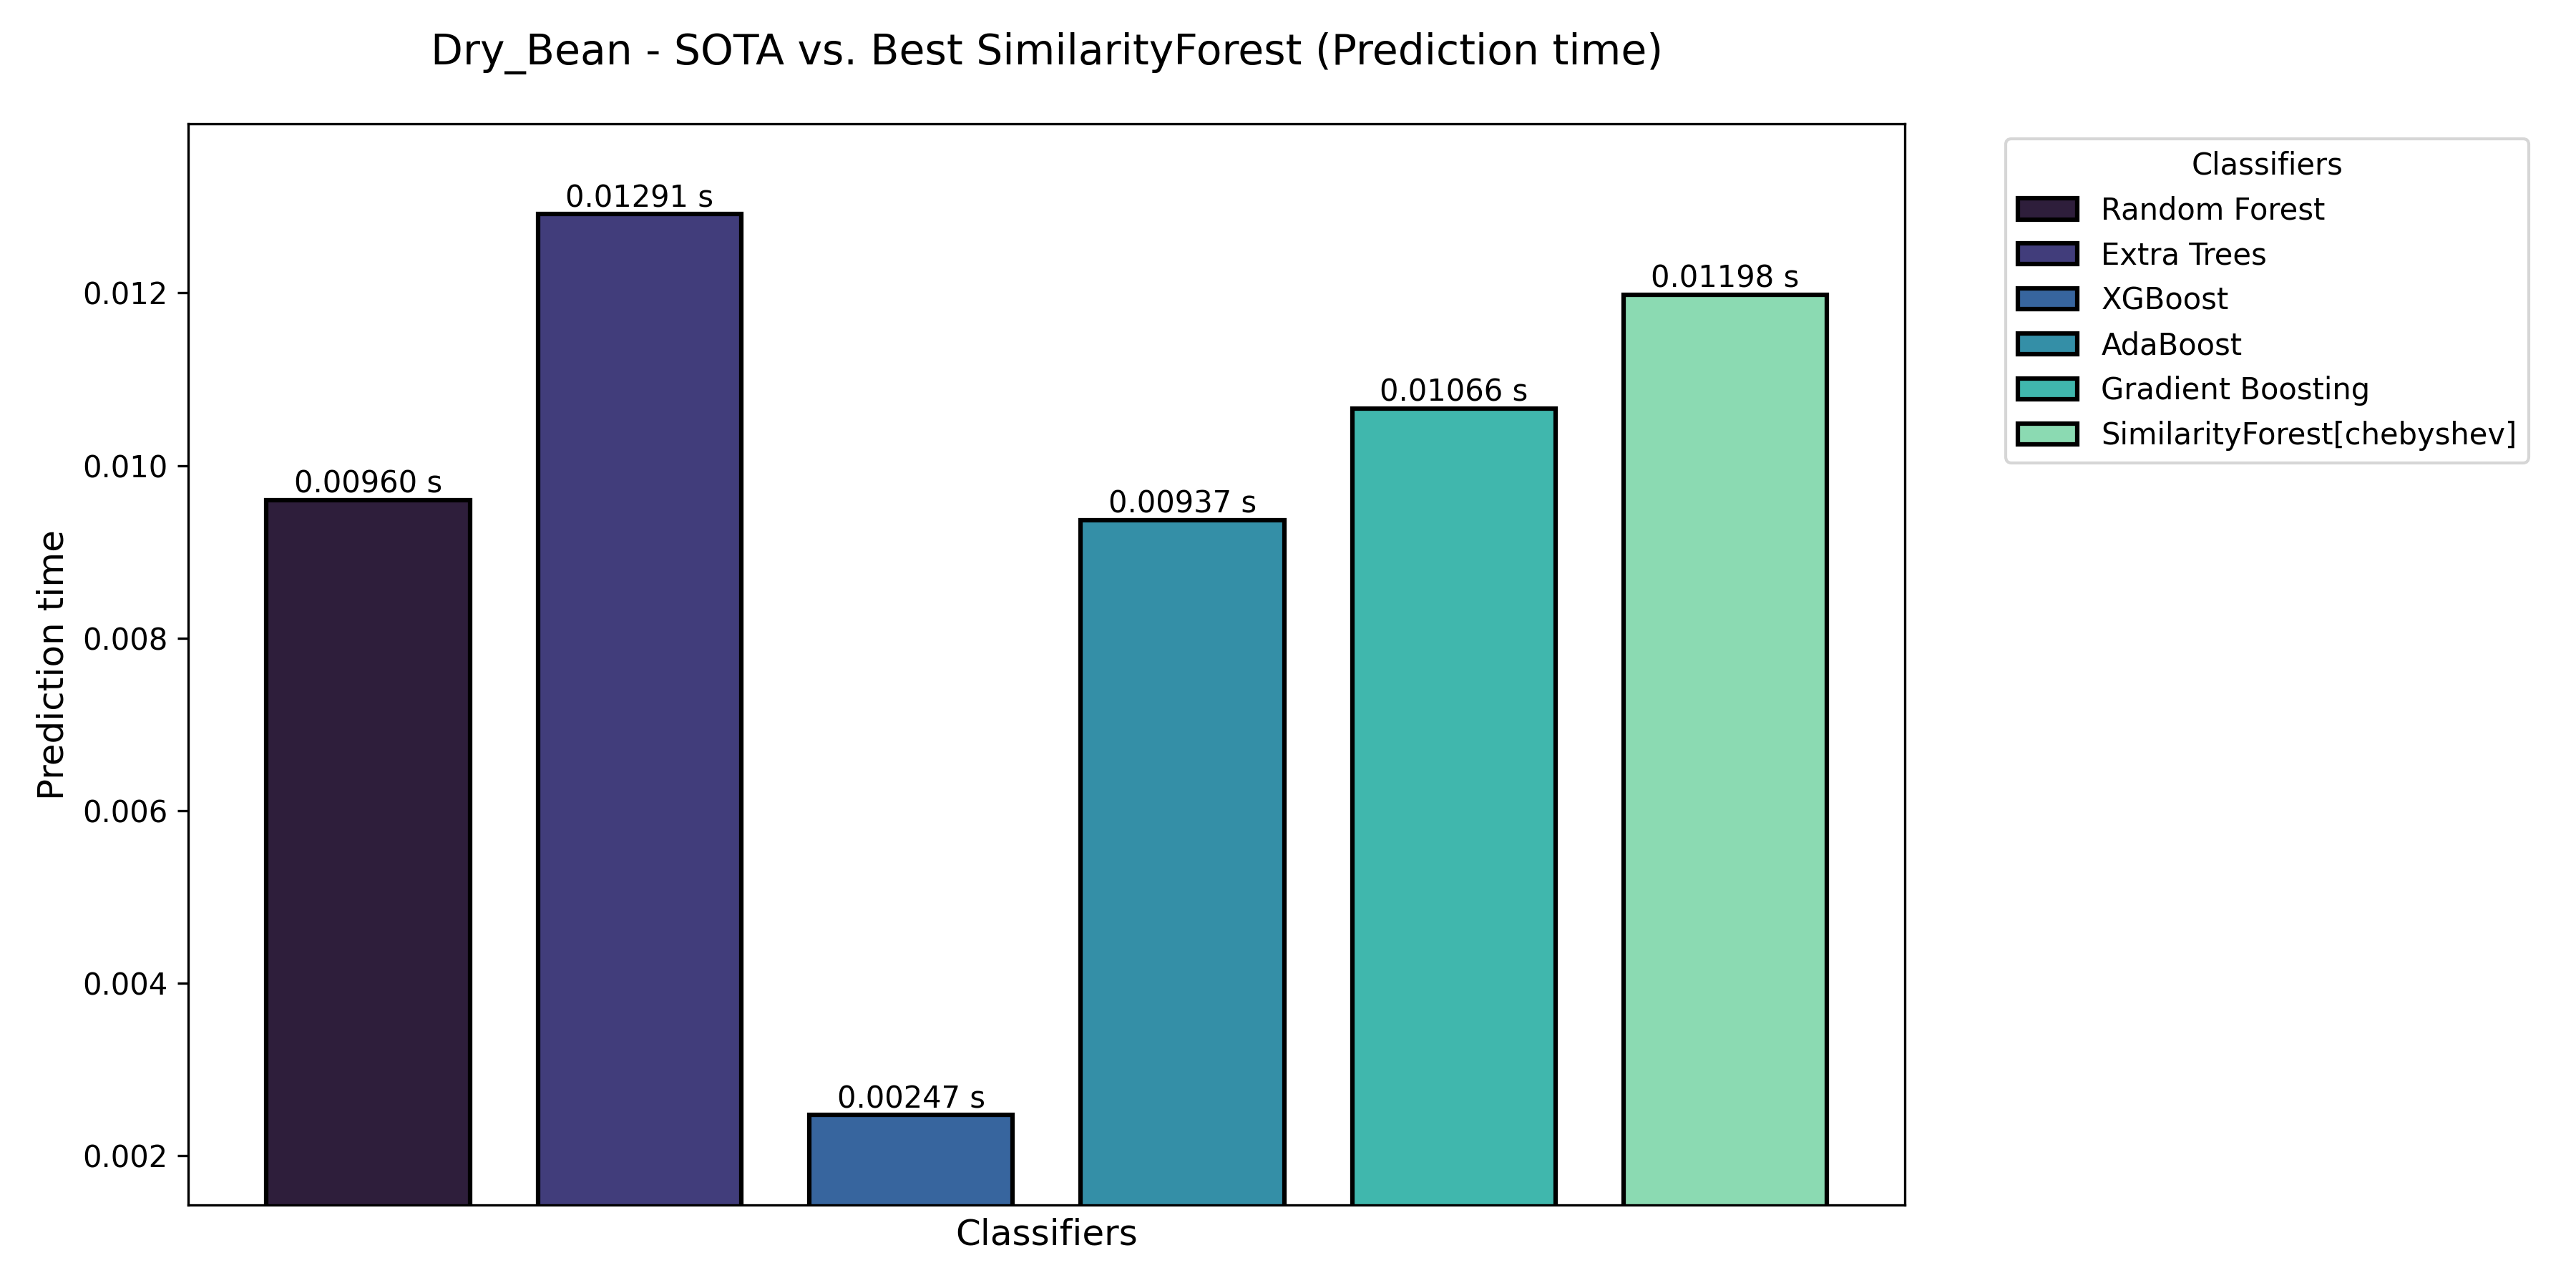 Dry_Bean - SOTA vs. Best SimilarityForest (Prediction time)
Prediction time
0.012
0.010
0.008
0.006
0.004
0.002
0.00960 s
0.01291 s
0.00247 s
0.00937 s
0.01066 s
0.01198 s
Classifiers
Classifiers
Random Forest
Extra Trees
XGBoost
AdaBoost
Gradient Boosting
SimilarityForest[chebyshev]